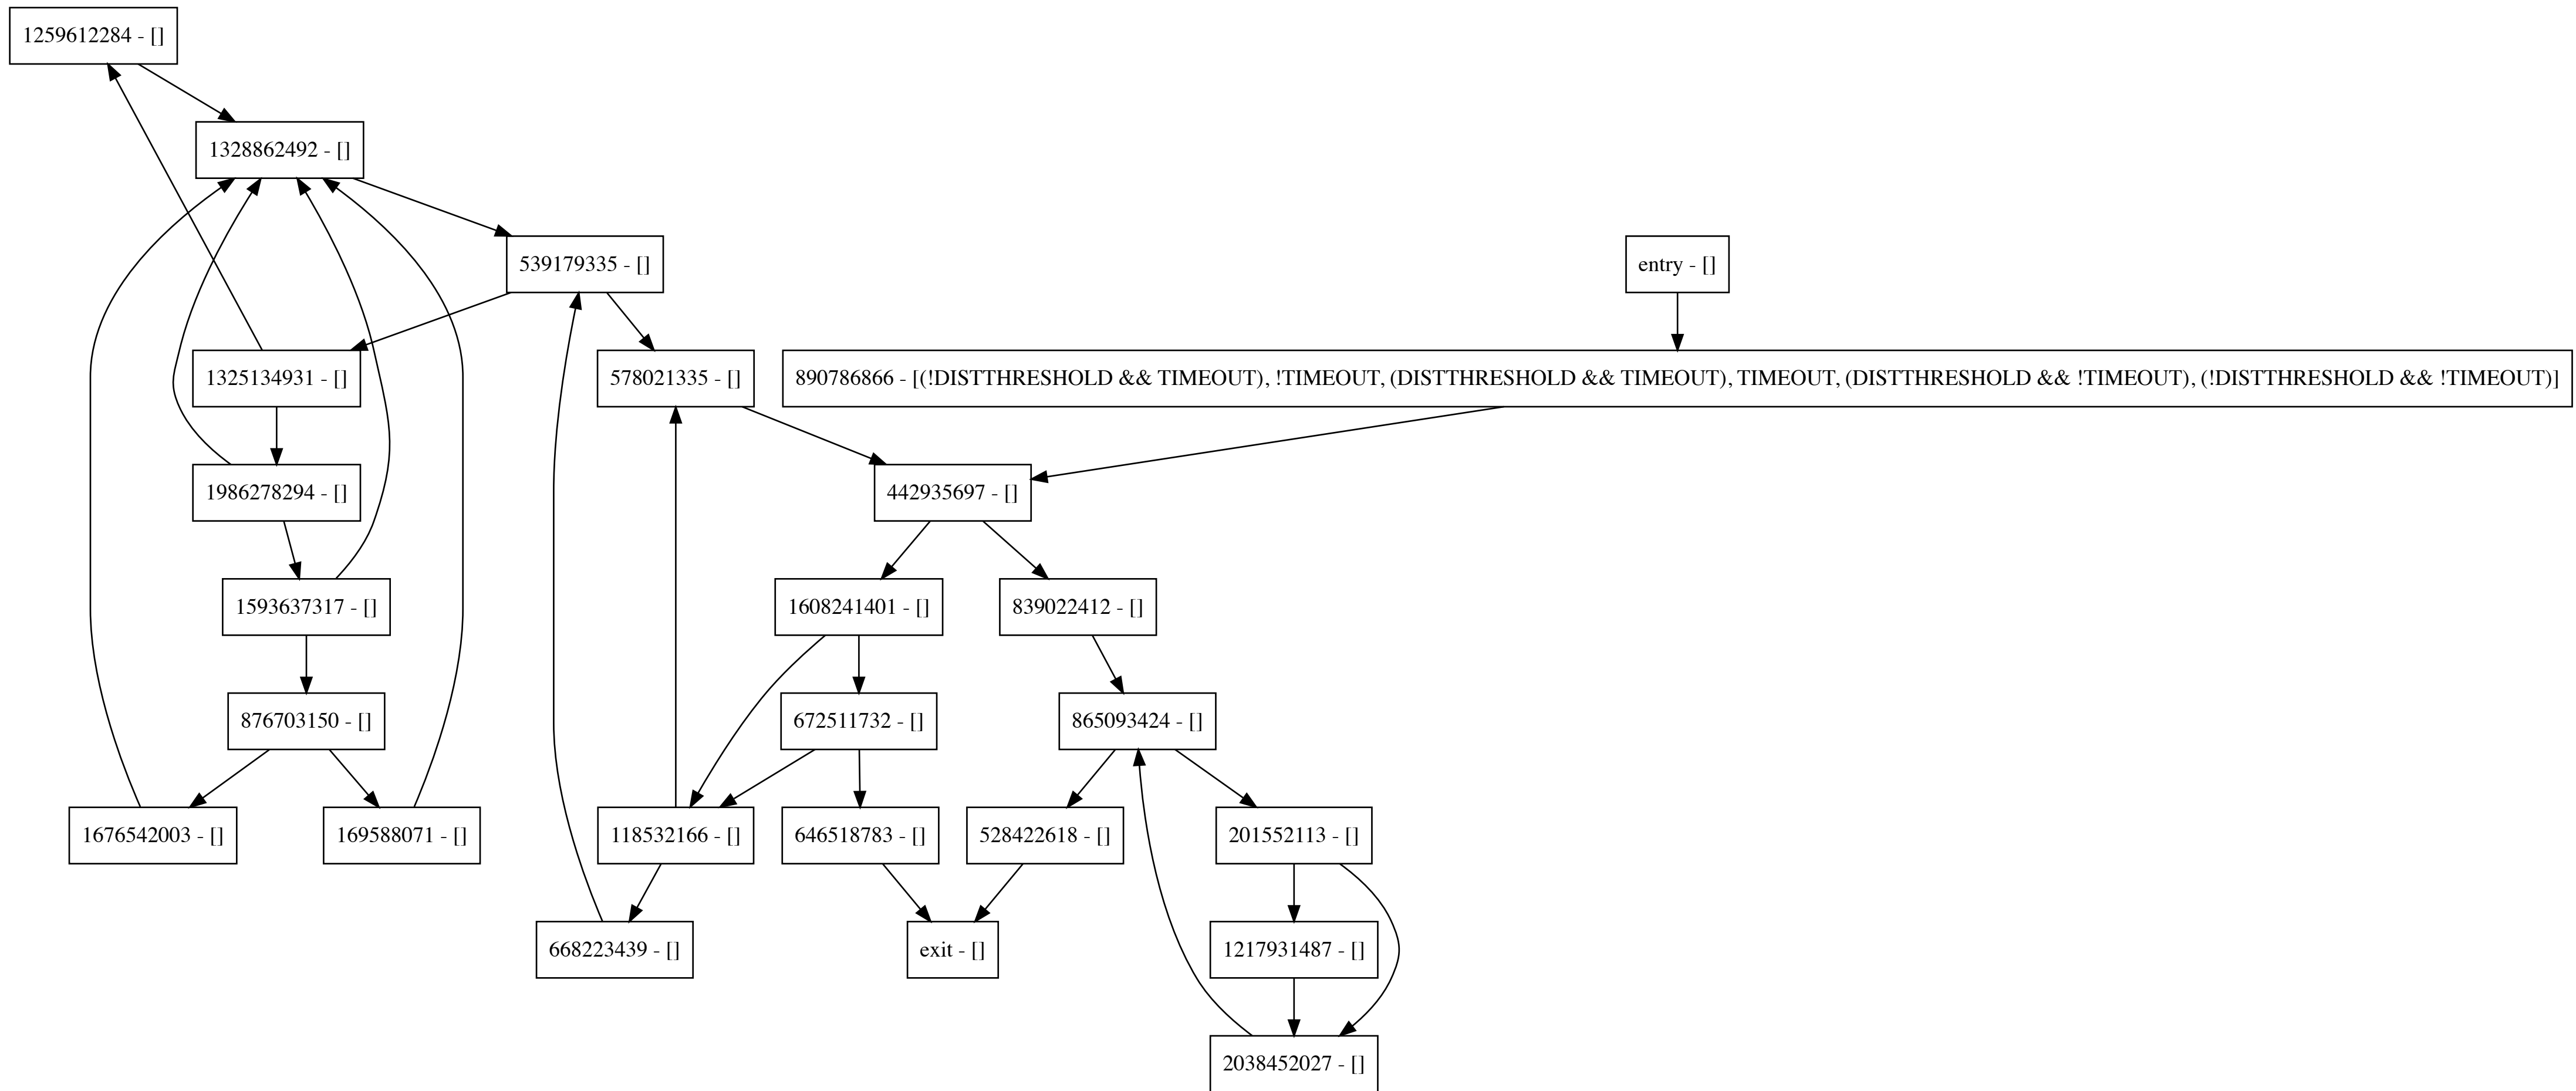 1259612284 - []
1328862492 - []
539179335 - []
entry - []
1325134931 - []
578021335 - []
890786866 - [(!DISTTHRESHOLD && TIMEOUT), !TIMEOUT, (DISTTHRESHOLD && TIMEOUT), TIMEOUT, (DISTTHRESHOLD && !TIMEOUT), (!DISTTHRESHOLD && !TIMEOUT)]
1986278294 - []
442935697 - []
1593637317 - []
1608241401 - []
839022412 - []
876703150 - []
672511732 - []
865093424 - []
1676542003 - []
169588071 - []
118532166 - []
646518783 - []
528422618 - []
201552113 - []
668223439 - []
exit - []
1217931487 - []
2038452027 - []